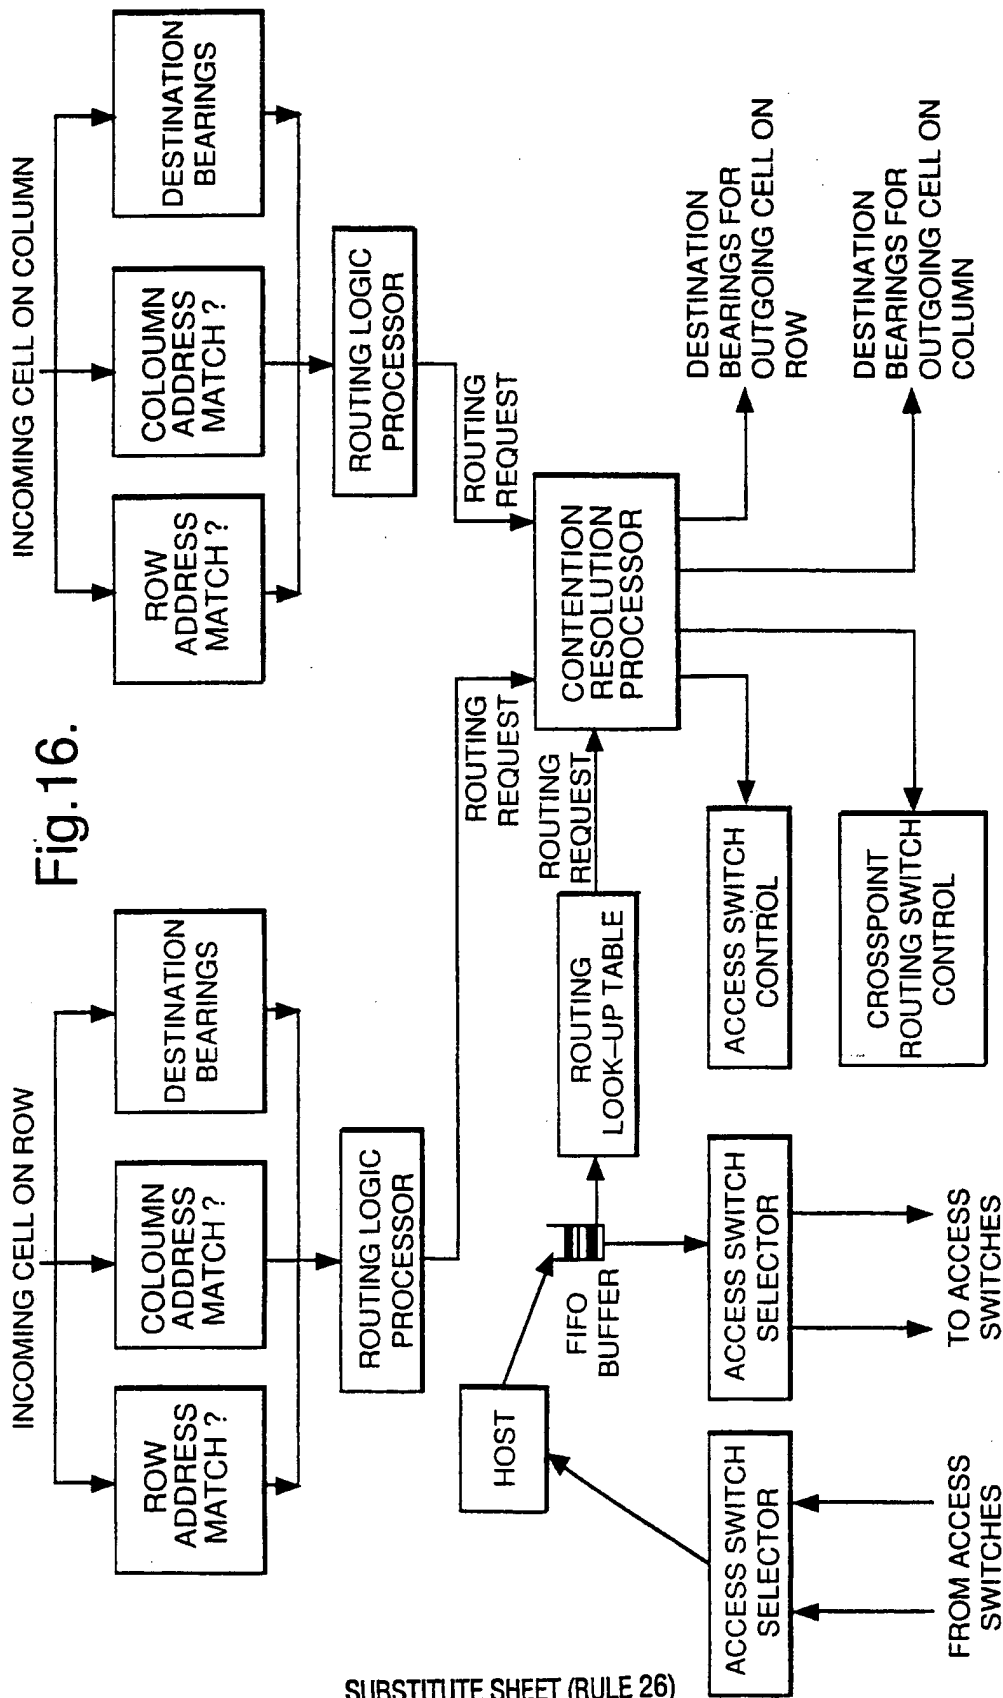 Fig.16.
INCOMING CELL ON ROW
ROW
ADDRESS
MATCH ?
COLOUMN
ADDRESS
MATCH ?
DESTINATION
BEARINGS
ROUTING LOGIC
PROCESSOR
INCOMING CELL ON COLUMN
ROW
ADDRESS
MATCH ?
COLOUMN
ADDRESS
MATCH ?
DESTINATION
BEARINGS
ROUTING LOGIC
PROCESSOR
ROUTING
REQUEST
ROUTING
REQUEST
ROUTING
REQUEST
HOST
FIFO
BUFFER
ROUTING
LOOK-UP TABLE
CONTENTION
RESOLUTION
PROCESSOR
ACCESS SWITCH
SELECTOR
ACCESS SWITCH
SELECTOR
ACCESS SWITCH
CONTROL
CROSSPOINT
ROUTING SWITCH
CONTROL
DESTINATION
BEARINGS FOR
OUTGOING CELL ON
ROW
DESTINATION
BEARINGS FOR
OUTGOING CELL ON
COLUMN
FROM ACCESS
SWITCHES
TO ACCESS
SWITCHES
SUBSTITUTE SHEET (RULE 26)